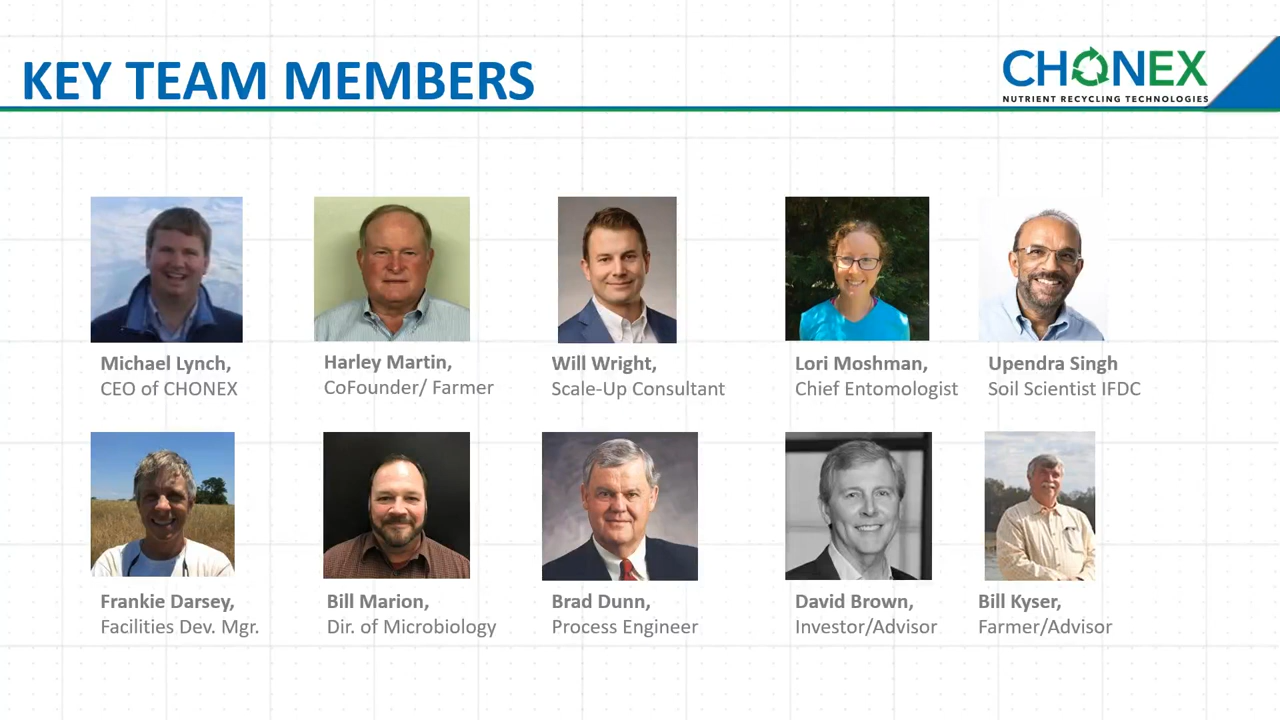 KEY TEAM MEMBERS
CHONEX
NUTRIENT RECYCLING TECHNOLOGIES
Michael Lynch,
CEO of CHONEX
Harley Martin,
CoFounder/ Farmer
Will Wright,
Scale-Up Consultant
Lori Moshman,
Chief Entomologist
Upendra Singh
Soil Scientist IFDC
Frankie Darsey,
Facilities Dev. Mgr.
Bill Marion,
Dir. of Microbiology
Brad Dunn,
Process Engineer
David Brown,
Investor/Advisor
Bill Kyser,
Farmer/Advisor